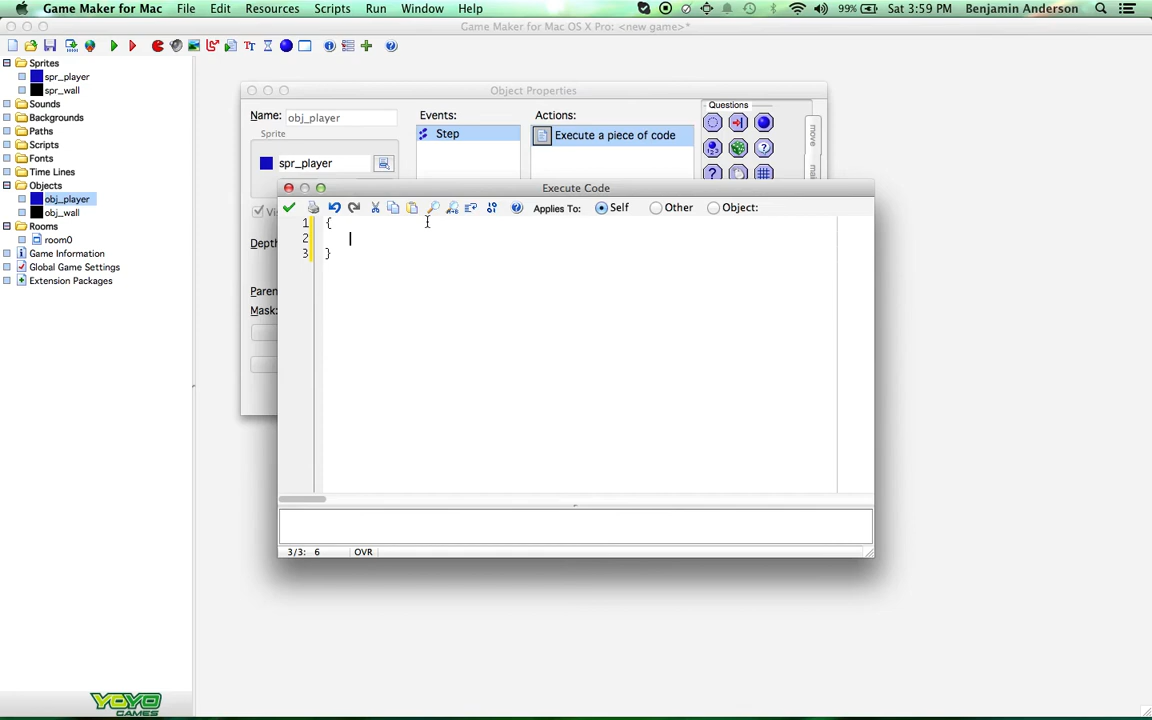 Game Maker for Mac File Edit Resources Scripts Run Window Help 99% Sat 3:59 PM Benjamin Anderson
Game Maker for Mac OS X Pro: <new game>*
Sprites
spr_player
spr_wall
Sounds
Backgrounds
Paths
Scripts
Fonts
Time Lines
Objects
obj_player
obj_wall
Rooms
room0
Game Information
Global Game Settings
Extension Packages
Object Properties
Name: obj_player
Sprite
spr_player
Events:
Step
Actions:
Execute a piece of code
Questions
move
Execute Code
Applies To: Self Other Object:
1 {
2
3 }
3/3: 6 OVR
YOYO
GAMES